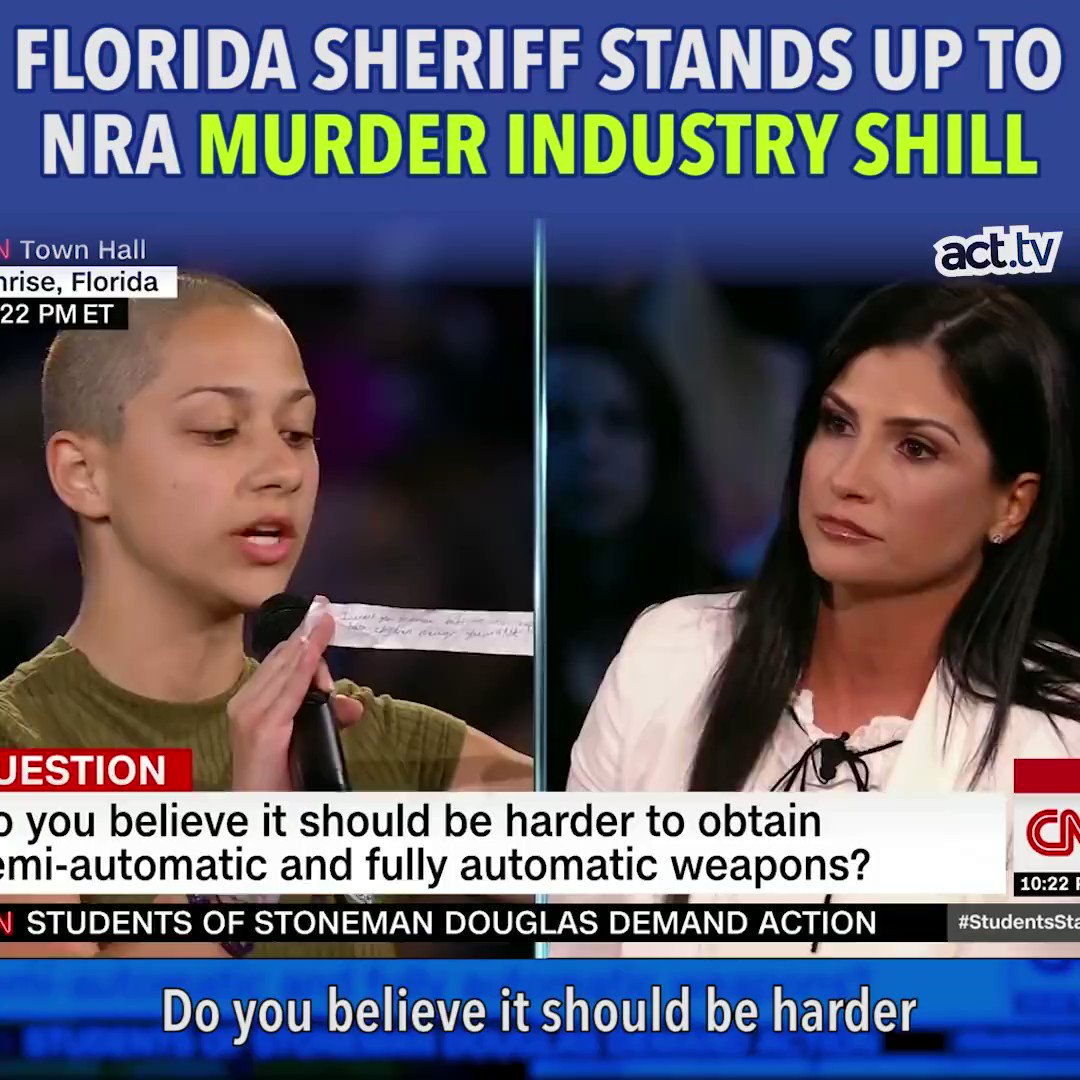 FLORIDA SHERIFF STANDS UP TO
NRA MURDER INDUSTRY SHILL
act.tv
N Town Hall
nrise, Florida
22 PM ET
UESTION
o you believe it should be harder to obtain
emi-automatic and fully automatic weapons?
CN
10:22 P
N STUDENTS OF STONEMAN DOUGLAS DEMAND ACTION
#StudentsSta
Do you believe it should be harder